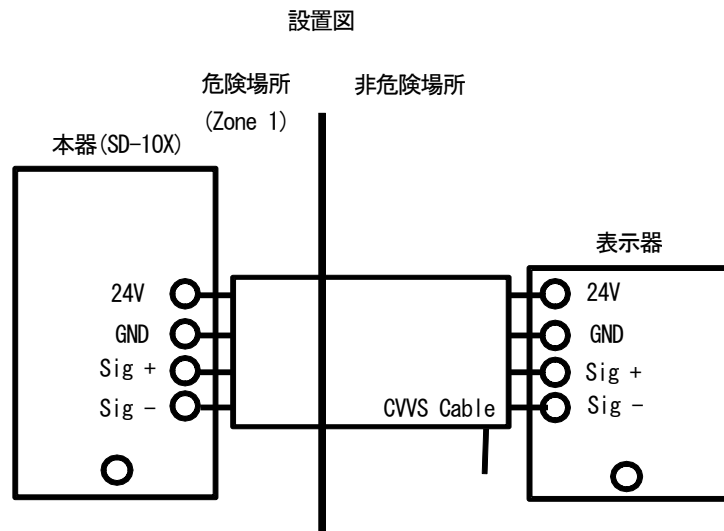 設置図
危険場所
(Zone 1)
非危険場所
本器(SD-10X)
24V
GND
Sig +
Sig -
CVVS Cable
表示器
24V
GND
Sig +
Sig -